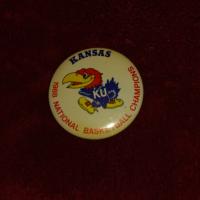 KANSAS
KU
1988 NATIONAL BASKETBALL CHAMPIONS